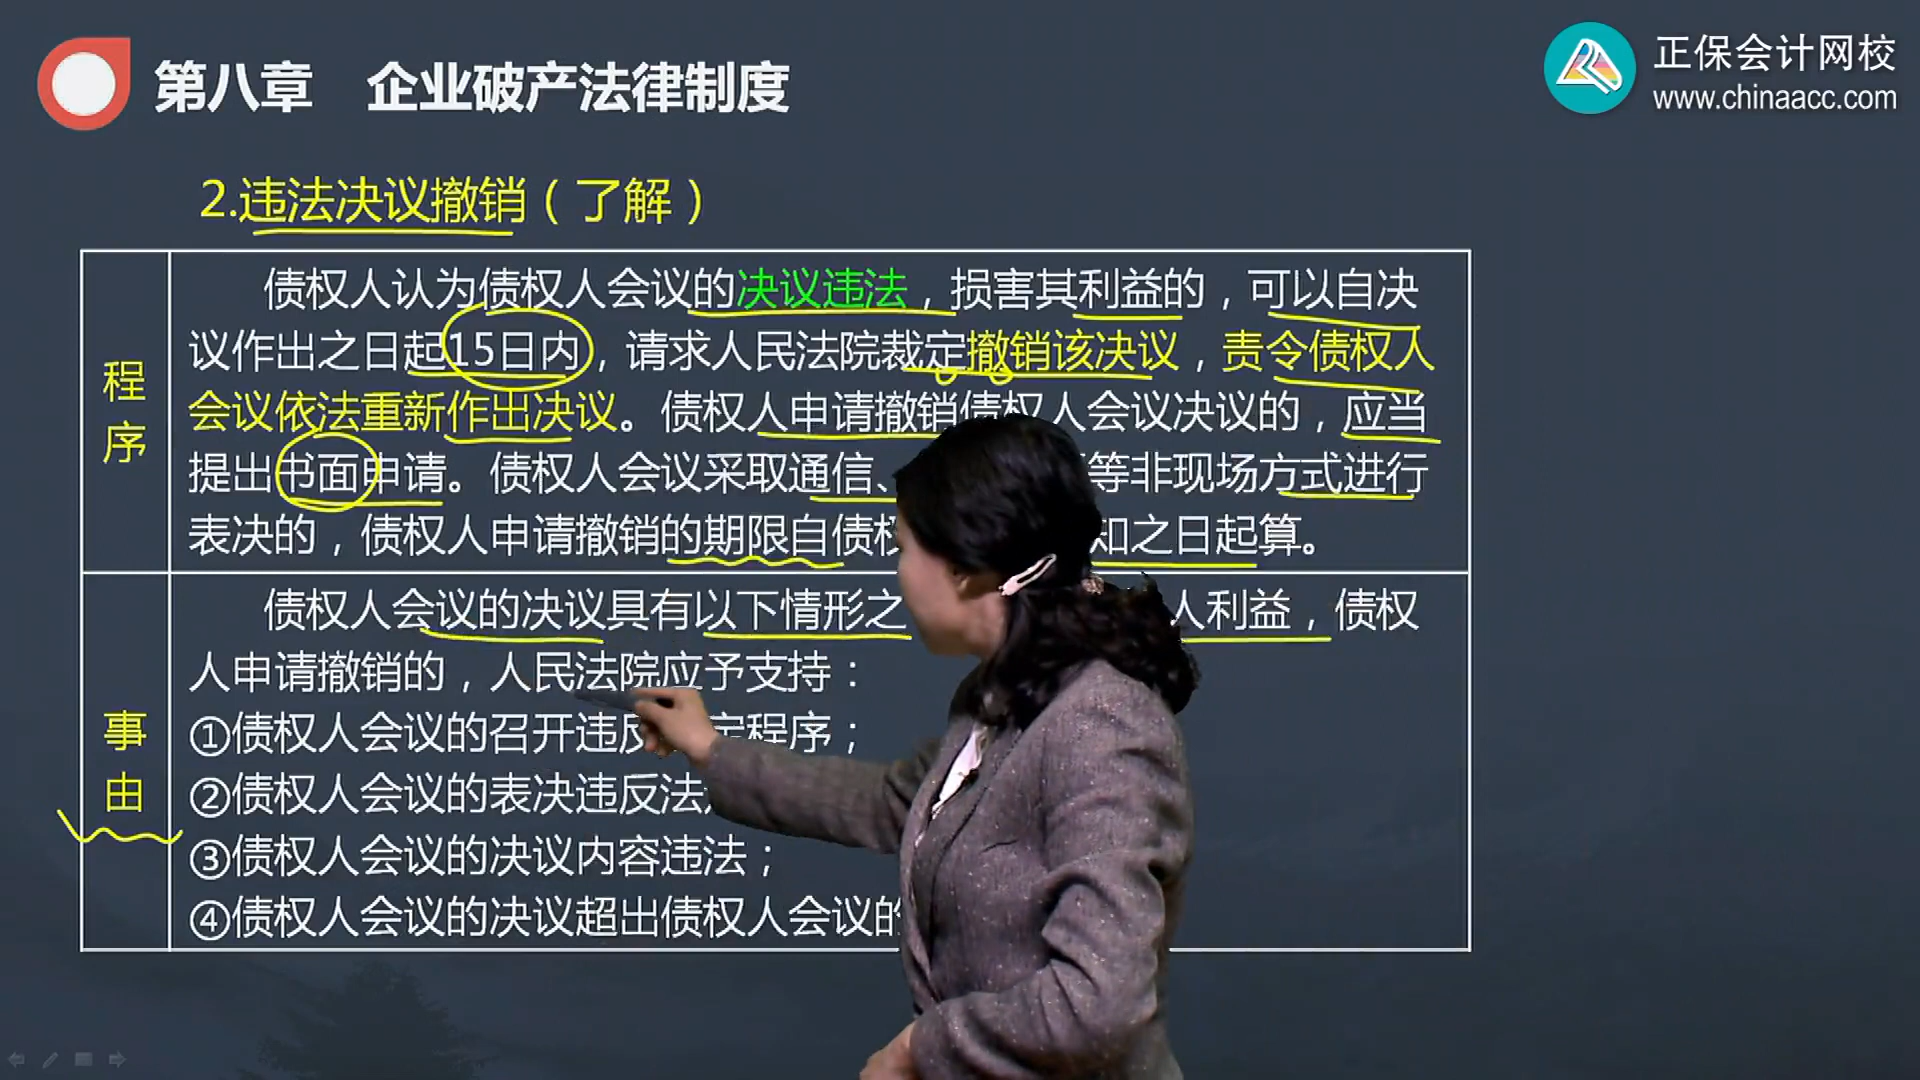 第八章 企业破产法律制度
正保会计网校
www.chinaacc.com
2.违法决议撤销（了解）
程序
债权人认为债权人会议的决议违法，损害其利益的，可以自决
议作出之日起15日内，请求人民法院裁定撤销该决议，责令债权人
会议依法重新作出决议。债权人申请撤销债权人会议决议的，应当
提出书面申请。债权人会议采取通信、等非现场方式进行
表决的，债权人申请撤销的期限自债权知之日起算。
事由
债权人会议的决议具有以下情形之人利益，债权
人申请撤销的，人民法院应予支持：
①债权人会议的召开违反定程序；
②债权人会议的表决违反法
③债权人会议的决议内容违法；
④债权人会议的决议超出债权人会议的